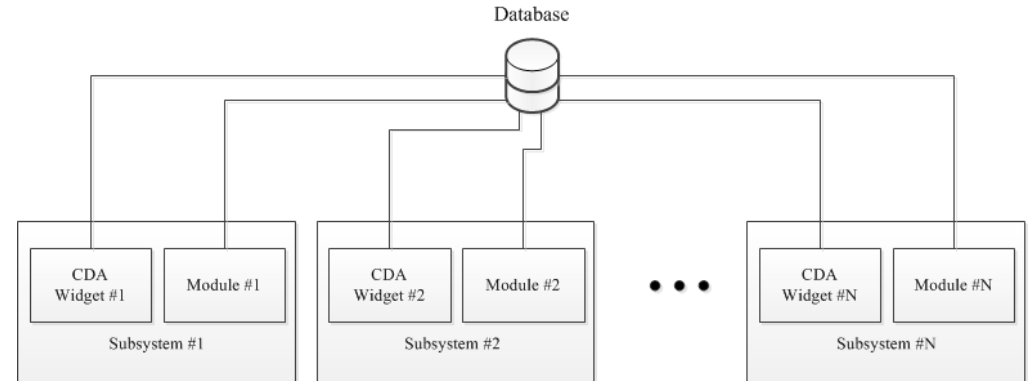 Database
CDA
Widget #1
Module #1
Subsystem #1
CDA
Widget #2
Module #2
Subsystem #2
CDA
Widget #N
Module #N
Subsystem #N